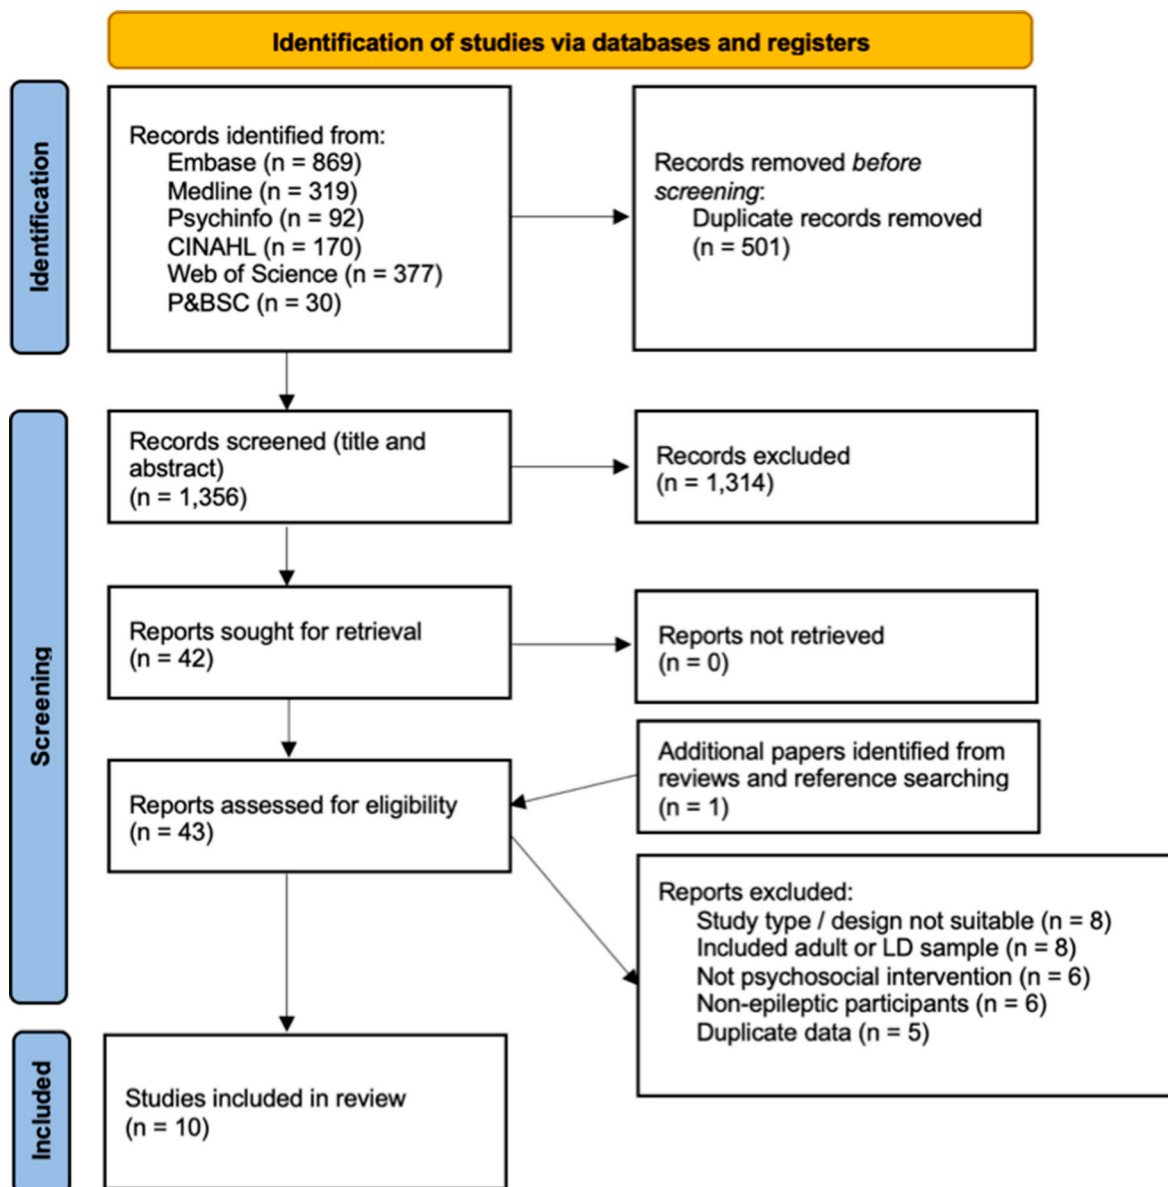 Identification of studies via databases and registers
Identification
Records identified from:
Embase (n = 869)
Medline (n = 319)
Psychinfo (n = 92)
CINAHL (n = 170)
Web of Science (n = 377)
P&BSC (n = 30)
Records removed before
screening:
Duplicate records removed
(n = 501)
Screening
Records screened (title and
abstract)
(n = 1,356)
Records excluded
(n = 1,314)
Reports sought for retrieval
(n = 42)
Reports not retrieved
(n = 0)
Additional papers identified from
reviews and reference searching
(n = 1)
Reports assessed for eligibility
(n = 43)
Reports excluded:
Study type / design not suitable (n = 8)
Included adult or LD sample (n = 8)
Not psychosocial intervention (n = 6)
Non-epileptic participants (n = 6)
Duplicate data (n = 5)
Included
Studies included in review
(n = 10)